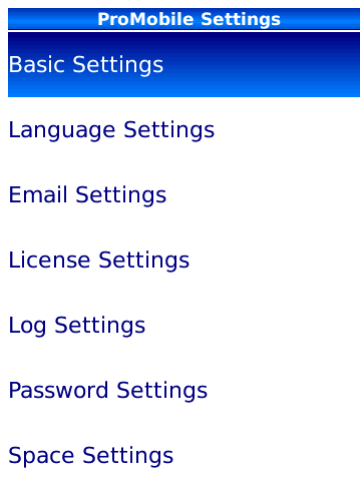 ProMobile Settings
Basic Settings
Language Settings
Email Settings
License Settings
Log Settings
Password Settings
Space Settings